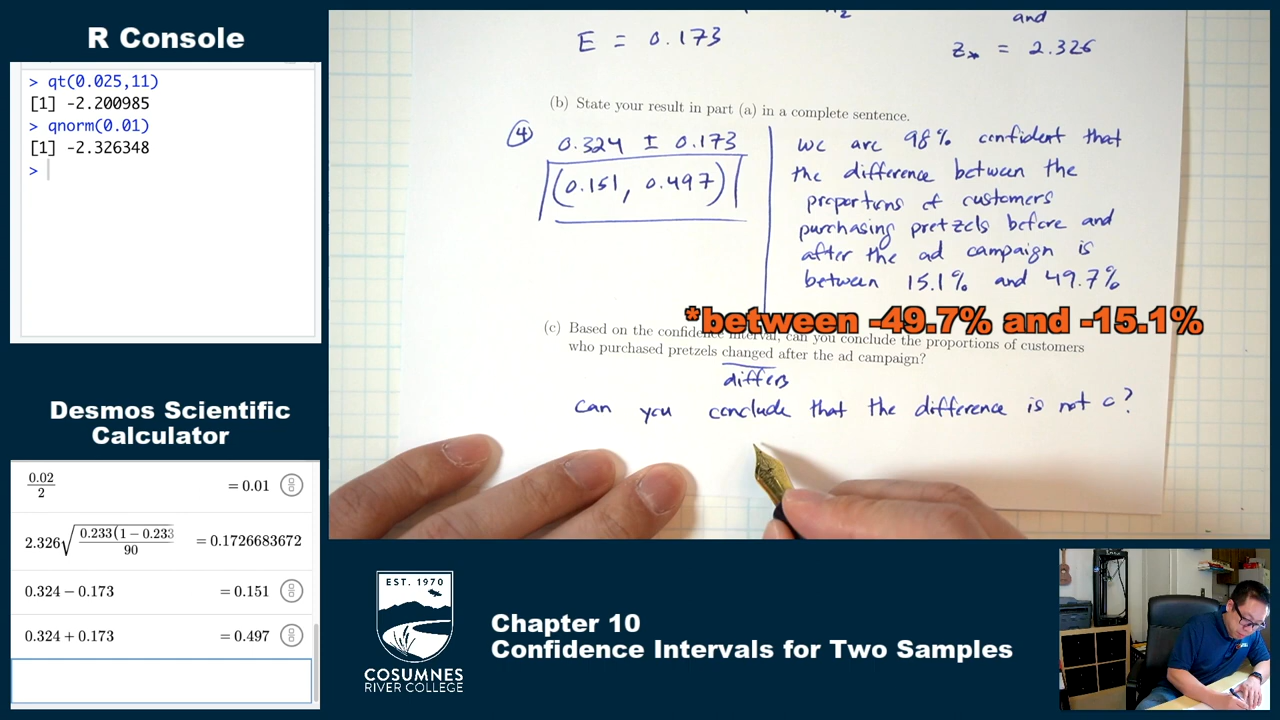 R Console
> qt(0.025,11)
[1] -2.200985
> qnorm(0.01)
[1] -2.326348
>
Desmos Scientific
Calculator
0.02
2
= 0.01
2.326√ 0.233(1 − 0.233
90
= 0.1726683672
0.324 − 0.173 = 0.151
0.324 + 0.173 = 0.497
E = 0.173
and
z* = 2.326
(b) State your result in part (a) in a complete sentence.
④ 0.324 ± 0.173
(0.151, 0.497)
we are 98% confident that
the difference between the
proportions of customers
purchasing pretzels before and
after the ad campaign is
between 15.1% and 49.7%
*between -49.7% and -15.1%
(c) Based on the confidence interval, can you conclude the proportions of customers
who purchased pretzels changed after the ad campaign?
differs
can you conclude that the difference is not 0?
EST. 1970
COSUMNES
RIVER COLLEGE
Chapter 10
Confidence Intervals for Two Samples